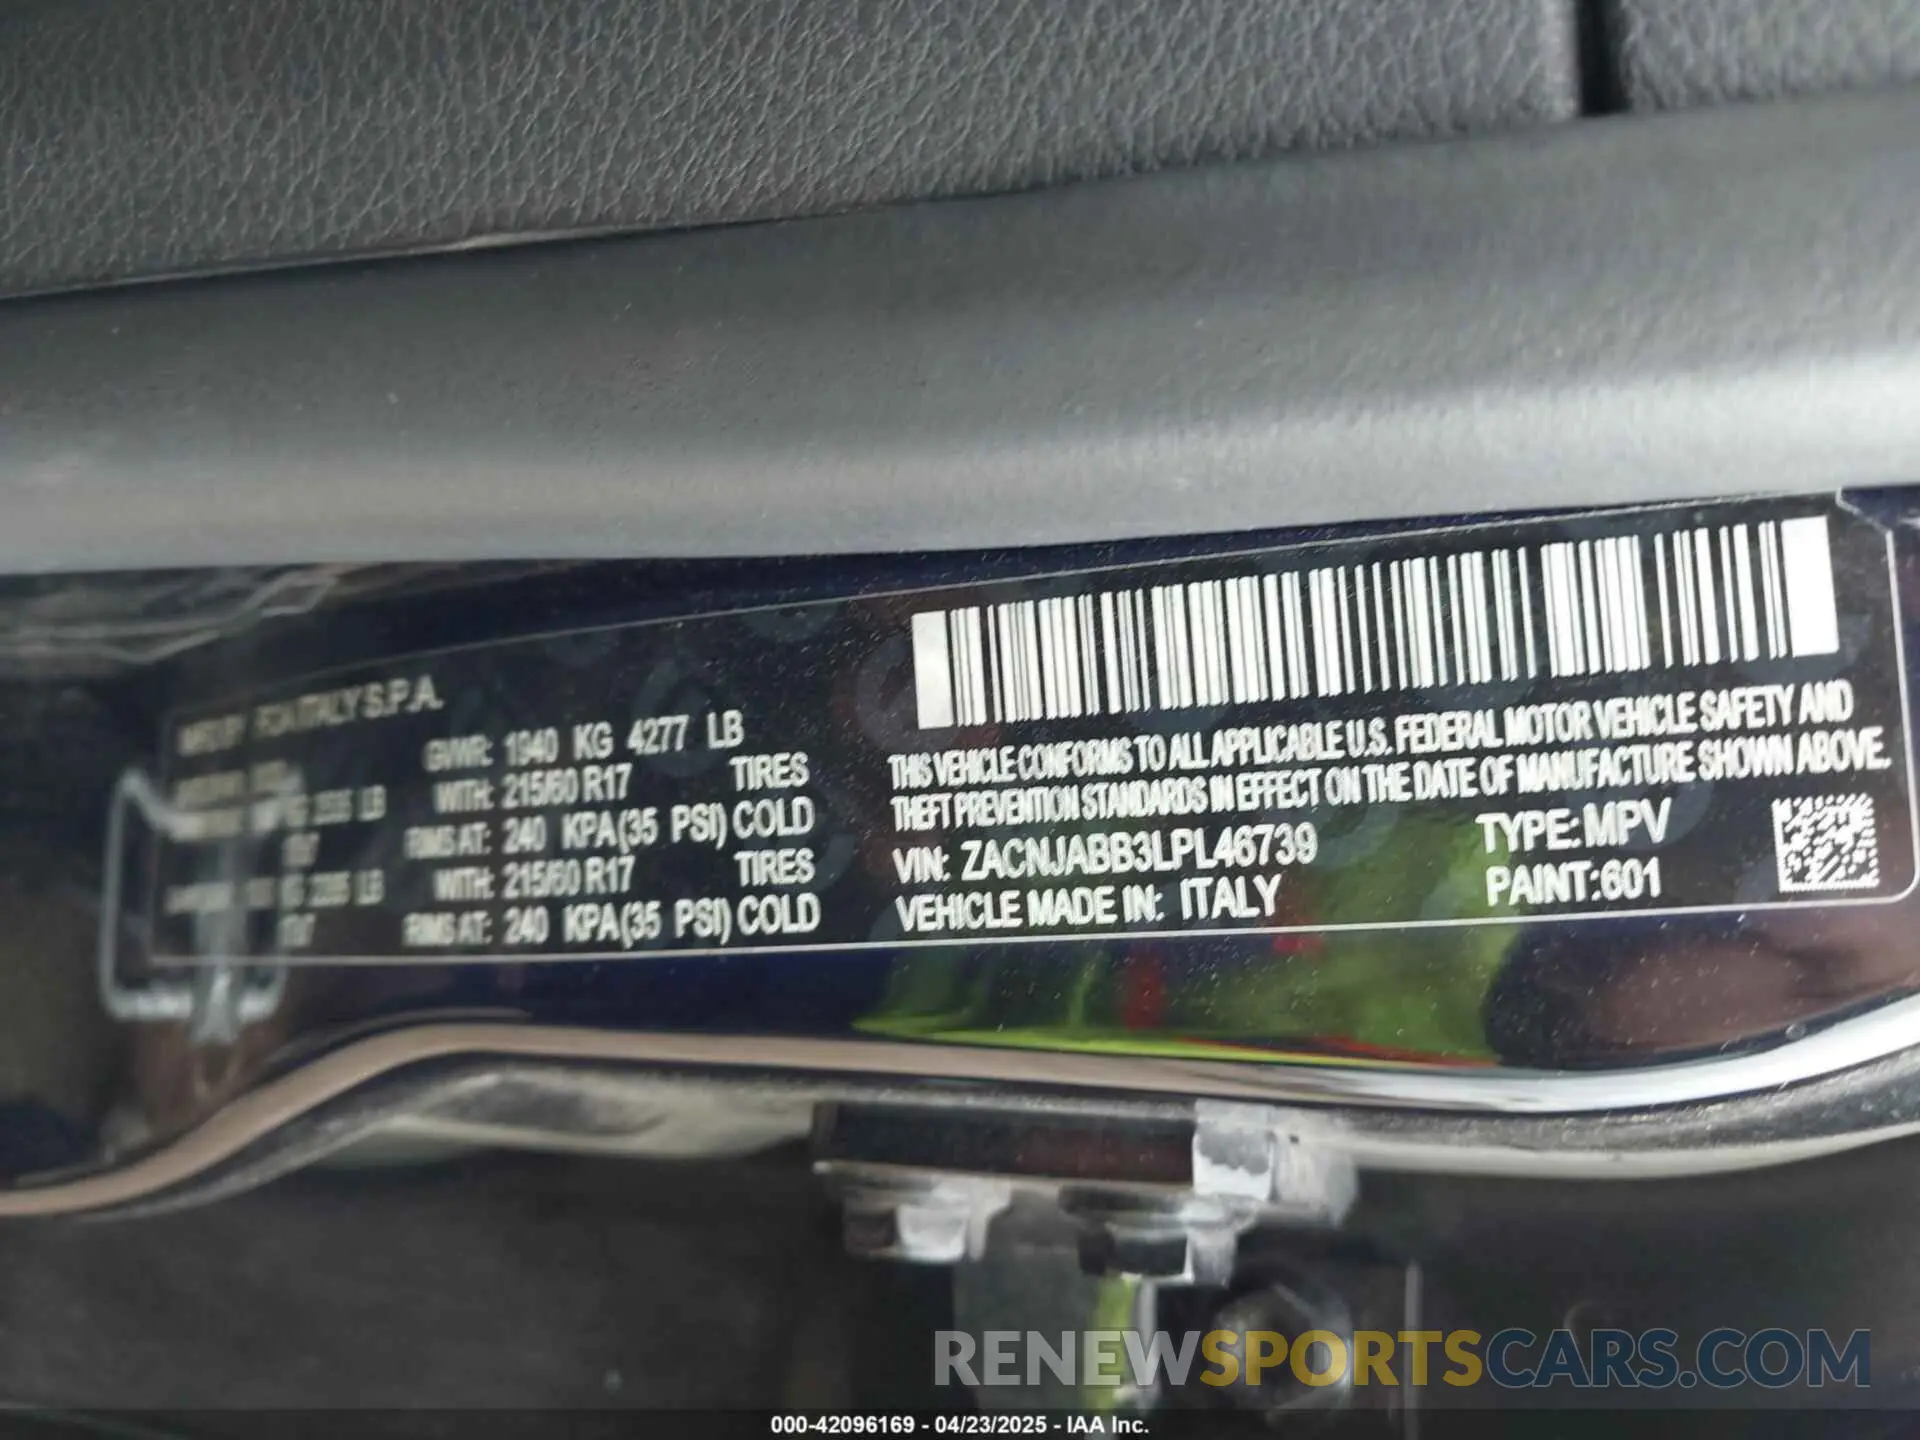 FCA ITALY S.P.A.
GVWR: 1940 KG 4277 LB
WITH: 215/60 R17 TIRES
RIMS AT: 240 KPA(35 PSI) COLD
WITH: 215/60 R17 TIRES
RIMS AT: 240 KPA(35 PSI) COLD
THIS VEHICLE CONFORMS TO ALL APPLICABLE U.S. FEDERAL MOTOR VEHICLE SAFETY AND
THEFT PREVENTION STANDARDS IN EFFECT ON THE DATE OF MANUFACTURE SHOWN ABOVE.
VIN: ZACNJABB3LPL46739 TYPE: MPV
VEHICLE MADE IN: ITALY PAINT: 601
RENEWSPORTSCARS.COM
000-42096169 - 04/23/2025 - IAA Inc.